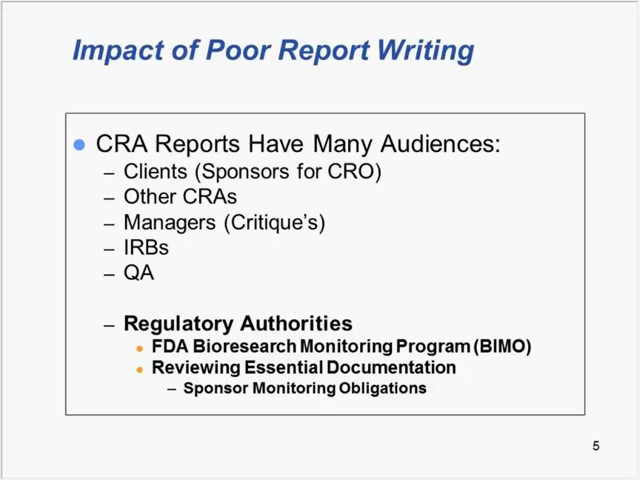 Impact of Poor Report Writing
CRA Reports Have Many Audiences:
– Clients (Sponsors for CRO)
– Other CRAs
– Managers (Critique's)
– IRBs
– QA
– Regulatory Authorities
FDA Bioresearch Monitoring Program (BIMO)
Reviewing Essential Documentation
– Sponsor Monitoring Obligations
5